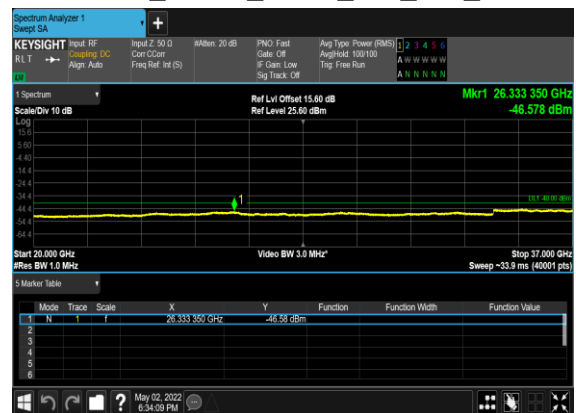 Spectrum Analyzer 1
Swept SA
KEYSIGHT Input: RF Input Z: 50 Ω #Atten: 20 dB PNO: Fast Avg Type: Power (RMS) 1 2 3 4 5 6
RLT Coupling: DC Corr CCorr Gate: Off Avg|Hold: 100/100 A W W W W W
Align: Auto Freq Ref: Int (S) IF Gain: Low Trig: Free Run
Sig Track: Off A N N N N N
1 Spectrum
Scale/Div 10 dB Ref Lvl Offset 15.60 dB Mkr1 26.333 350 GHz
Ref Level 25.60 dBm -46.578 dBm
Log
15.6
5.60
-4.40
-14.4
-24.4
-34.4 1
-44.4
-54.4
-64.4
Start 20.000 GHz Video BW 3.0 MHz* Stop 37.000 GHz
#Res BW 1.0 MHz Sweep ~33.9 ms (40001 pts)
5 Marker Table
Mode Trace Scale X Y Function Function Width Function Value
1 N 1 f 26.333 350 GHz -46.58 dBm
2
3
4
5
6
? May 02, 2022
6:34:09 PM